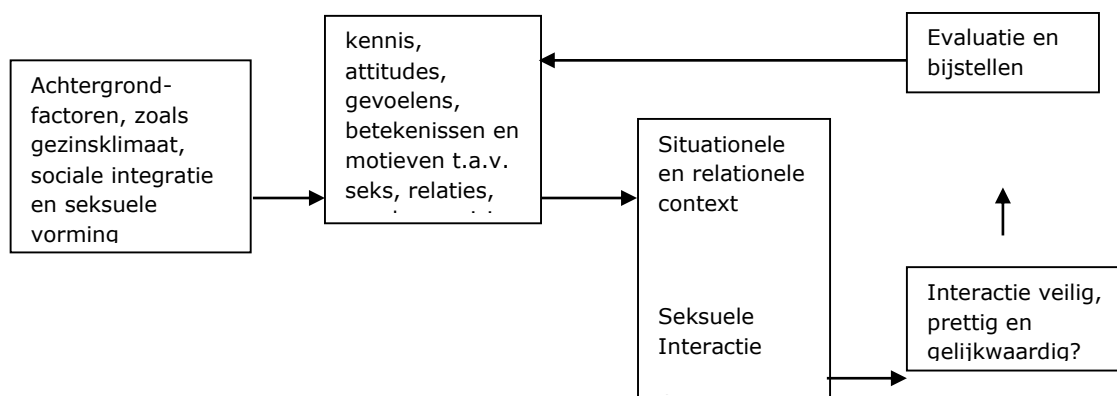 Achtergrond-
factoren, zoals
gezinsklimaat,
sociale integratie
en seksuele
vorming
kennis,
attitudes,
gevoelens,
betekenissen en
motieven t.a.v.
seks, relaties,
Situationele
en relationele
context
Seksuele
Interactie
Interactie veilig,
prettig en
gelijkwaardig?
Evaluatie en
bijstellen